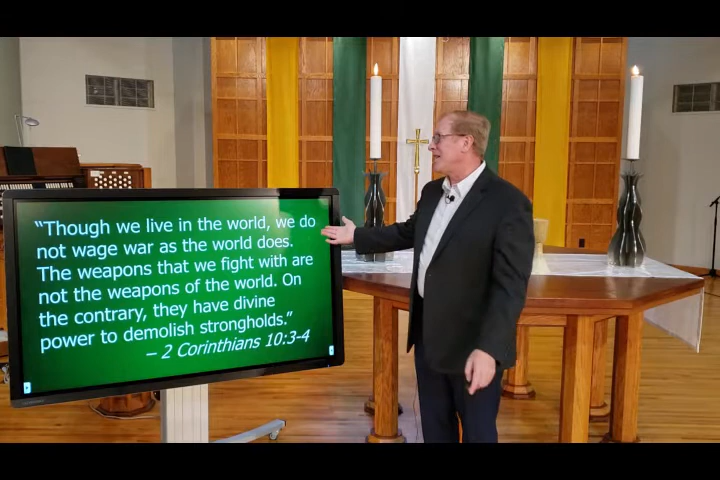 “Though we live in the world, we do
not wage war as the world does.
The weapons that we fight with are
not the weapons of the world. On
the contrary, they have divine
power to demolish strongholds.”
– 2 Corinthians 10:3-4